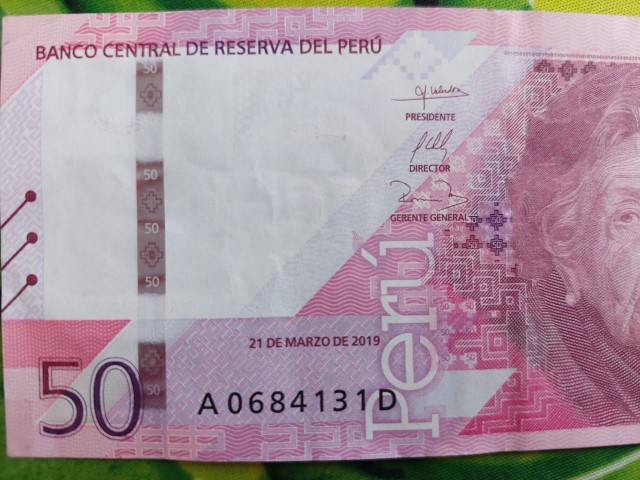 BANCO CENTRAL DE RESERVA DEL PERÚ
50
PRESIDENTE
DIRECTOR
50
GERENTE GENERAL
50
50
21 DE MARZO DE 2019
Perú
50
50
A0684131D